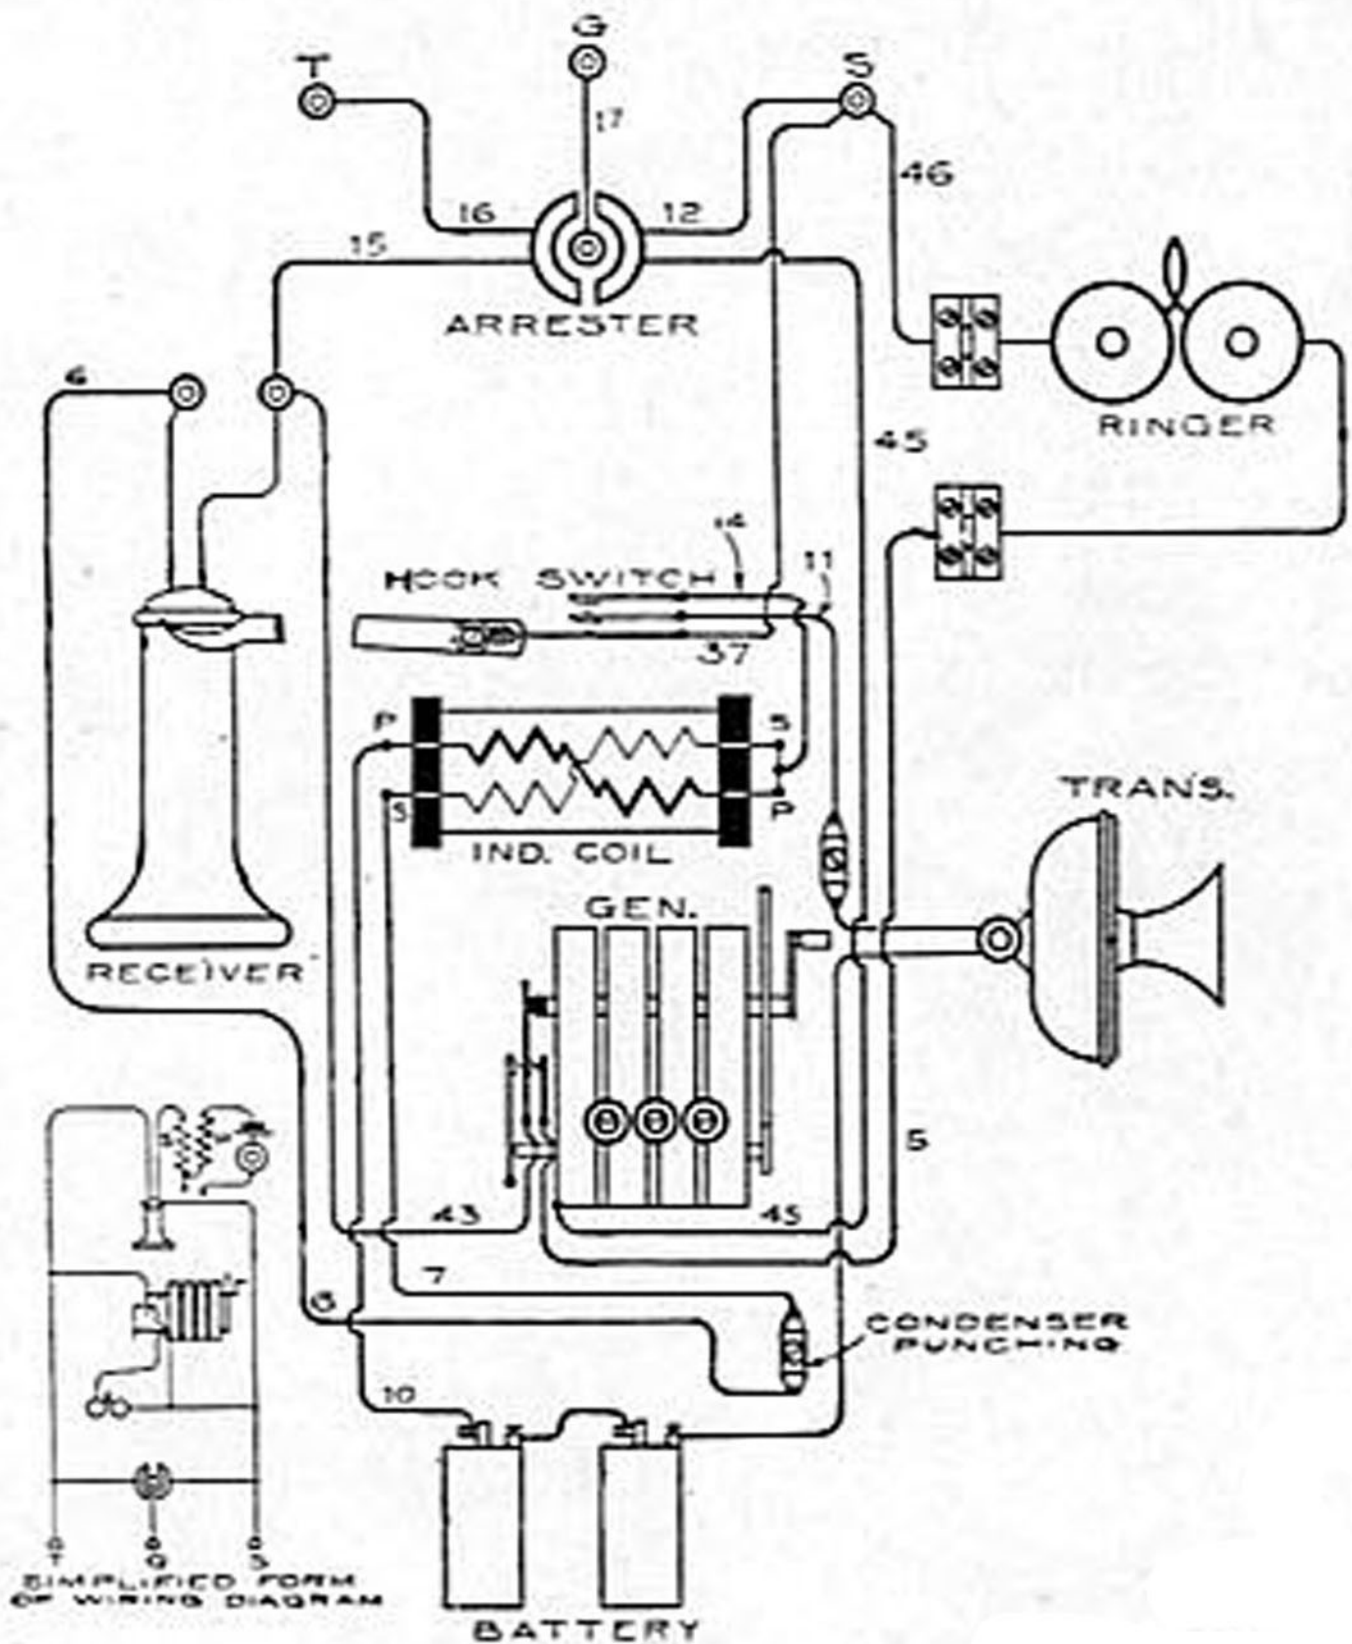 G
T
S
17
46
16
12
15
ARRESTER
6
RINGER
45
14
11
HOOK SWITCH
37
P
S
S
P
TRANS.
IND. COIL
GEN.
RECEIVER
5
43
45
7
6
CONDENSER
PUNCHING
10
T
G
S
SIMPLIFIED FORM
OF WIRING DIAGRAM
BATTERY